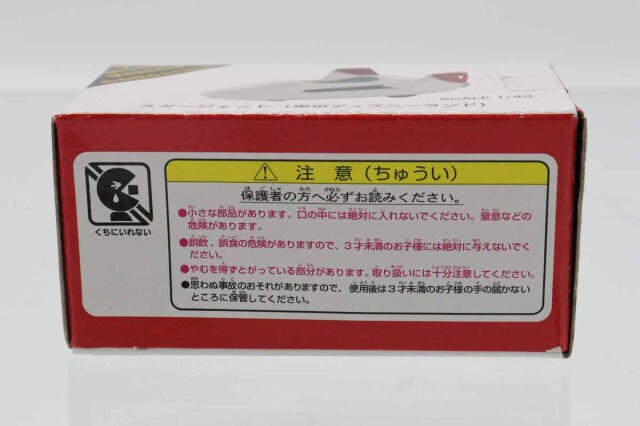 スタージェット（東京ディズニーランド）
SCALE 1/43
くちにいれない
注 意（ちゅうい）
保護者の方へ必ずお読みください。
●小さな部品があります。口の中には絶対に入れないでください。窒息などの
危険があります。
●誤飲、誤食の危険がありますので、３才未満のお子様には絶対に与えないでく
ださい。
●やむを得ずとがっている部分があります。取り扱いには十分注意してください。
●思わぬ事故のおそれがありますので、使用後は３才未満のお子様の手の届かない
ところに保管してください。